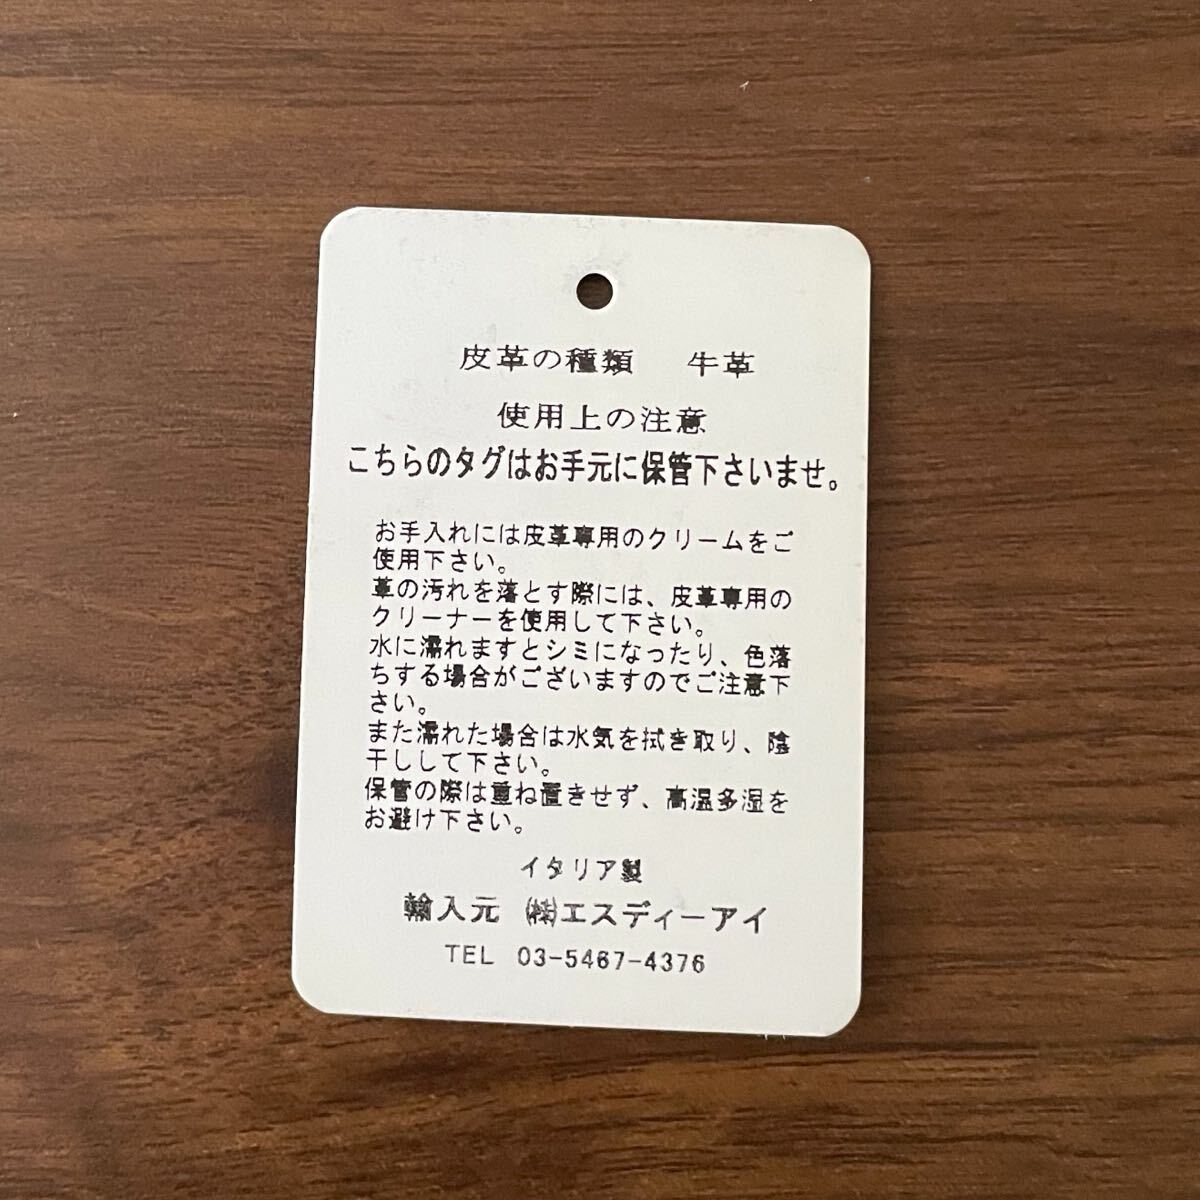 皮革の種類　牛革
使用上の注意
こちらのタグはお手元に保管下さいませ。
お手入れには皮革専用のクリームをご
使用下さい。
革の汚れを落とす際には、皮革専用の
クリーナーを使用して下さい。
水に濡れますとシミになったり、色落
ちする場合がございますのでご注意下
さい。
また濡れた場合は水気を拭き取り、陰
干しして下さい。
保管の際は重ね置きせず、高温多湿を
お避け下さい。
イタリア製
輸入元　㈱エスディーアイ
TEL 03-5467-4376